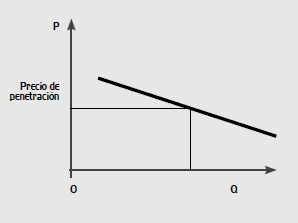 P
Precio de
penetración
O
Q